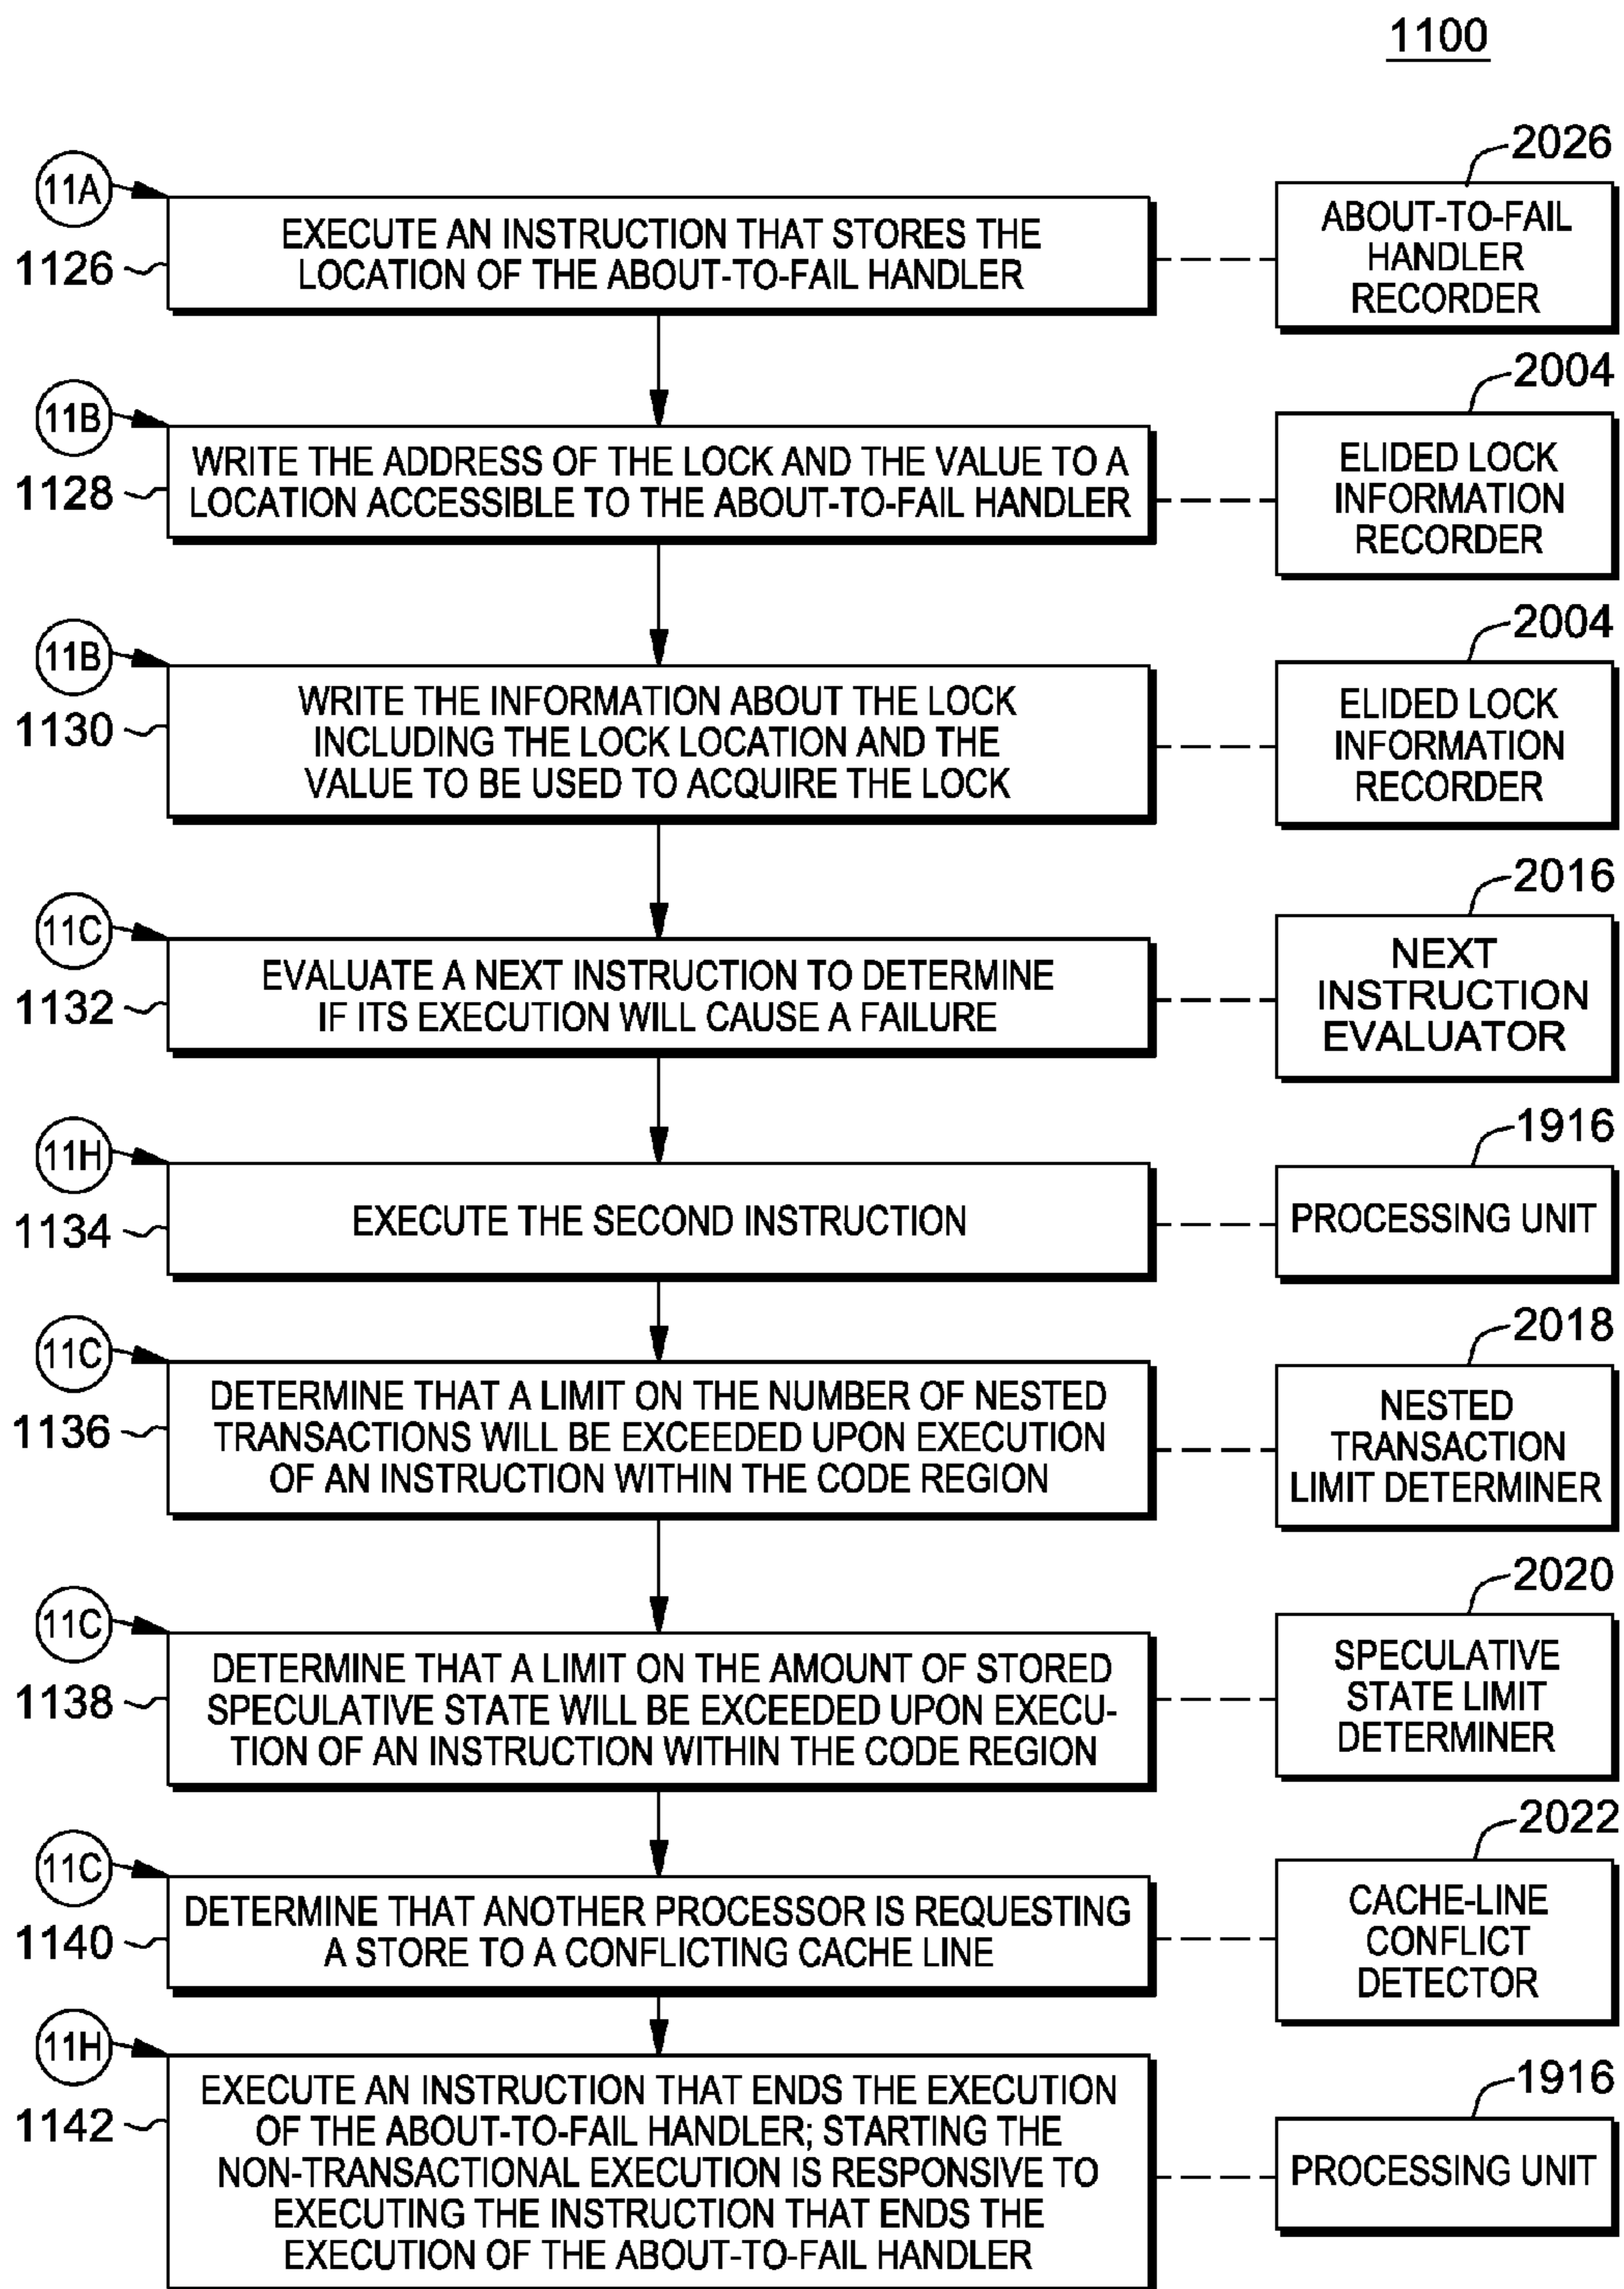 1100
11A
1126
EXECUTE AN INSTRUCTION THAT STORES THE
LOCATION OF THE ABOUT-TO-FAIL HANDLER
2026
ABOUT-TO-FAIL
HANDLER
RECORDER
11B
1128
WRITE THE ADDRESS OF THE LOCK AND THE VALUE TO A
LOCATION ACCESSIBLE TO THE ABOUT-TO-FAIL HANDLER
2004
ELIDED LOCK
INFORMATION
RECORDER
11B
1130
WRITE THE INFORMATION ABOUT THE LOCK
INCLUDING THE LOCK LOCATION AND THE
VALUE TO BE USED TO ACQUIRE THE LOCK
2004
ELIDED LOCK
INFORMATION
RECORDER
11C
1132
EVALUATE A NEXT INSTRUCTION TO DETERMINE
IF ITS EXECUTION WILL CAUSE A FAILURE
2016
NEXT
INSTRUCTION
EVALUATOR
11H
1134
EXECUTE THE SECOND INSTRUCTION
1916
PROCESSING UNIT
11C
1136
DETERMINE THAT A LIMIT ON THE NUMBER OF NESTED
TRANSACTIONS WILL BE EXCEEDED UPON EXECUTION
OF AN INSTRUCTION WITHIN THE CODE REGION
2018
NESTED
TRANSACTION
LIMIT DETERMINER
11C
1138
DETERMINE THAT A LIMIT ON THE AMOUNT OF STORED
SPECULATIVE STATE WILL BE EXCEEDED UPON EXECU-
TION OF AN INSTRUCTION WITHIN THE CODE REGION
2020
SPECULATIVE
STATE LIMIT
DETERMINER
11C
1140
DETERMINE THAT ANOTHER PROCESSOR IS REQUESTING
A STORE TO A CONFLICTING CACHE LINE
2022
CACHE-LINE
CONFLICT
DETECTOR
11H
1142
EXECUTE AN INSTRUCTION THAT ENDS THE EXECUTION
OF THE ABOUT-TO-FAIL HANDLER; STARTING THE
NON-TRANSACTIONAL EXECUTION IS RESPONSIVE TO
EXECUTING THE INSTRUCTION THAT ENDS THE
EXECUTION OF THE ABOUT-TO-FAIL HANDLER
1916
PROCESSING UNIT